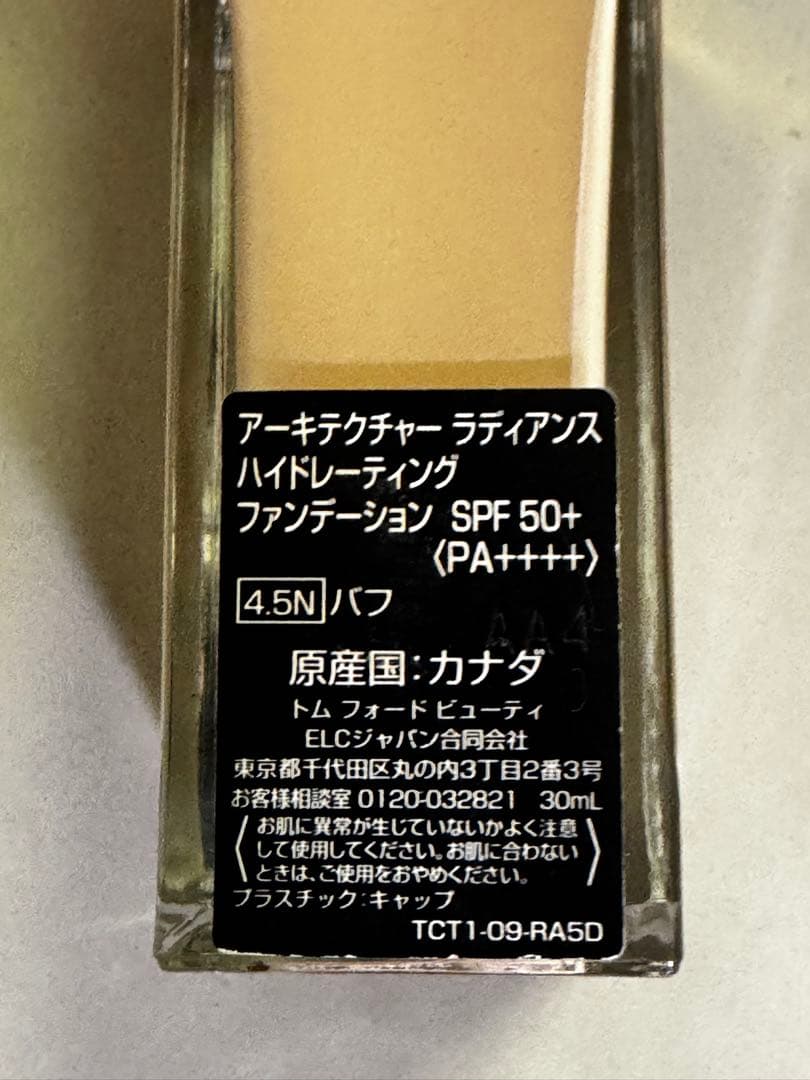 アーキテクチャー ラディアンス
ハイドレーティング
ファンデーション SPF 50+
〈PA++++〉
4.5N バフ
原産国:カナダ
トム フォード ビューティ
ELCジャパン合同会社
東京都千代田区丸の内3丁目2番3号
お客様相談室 0120-032821 30mL
〈お肌に異常が生じていないかよく注意
して使用してください。お肌に合わない
ときは、ご使用をおやめください。〉
プラスチック:キャップ
TCT1-09-RA5D